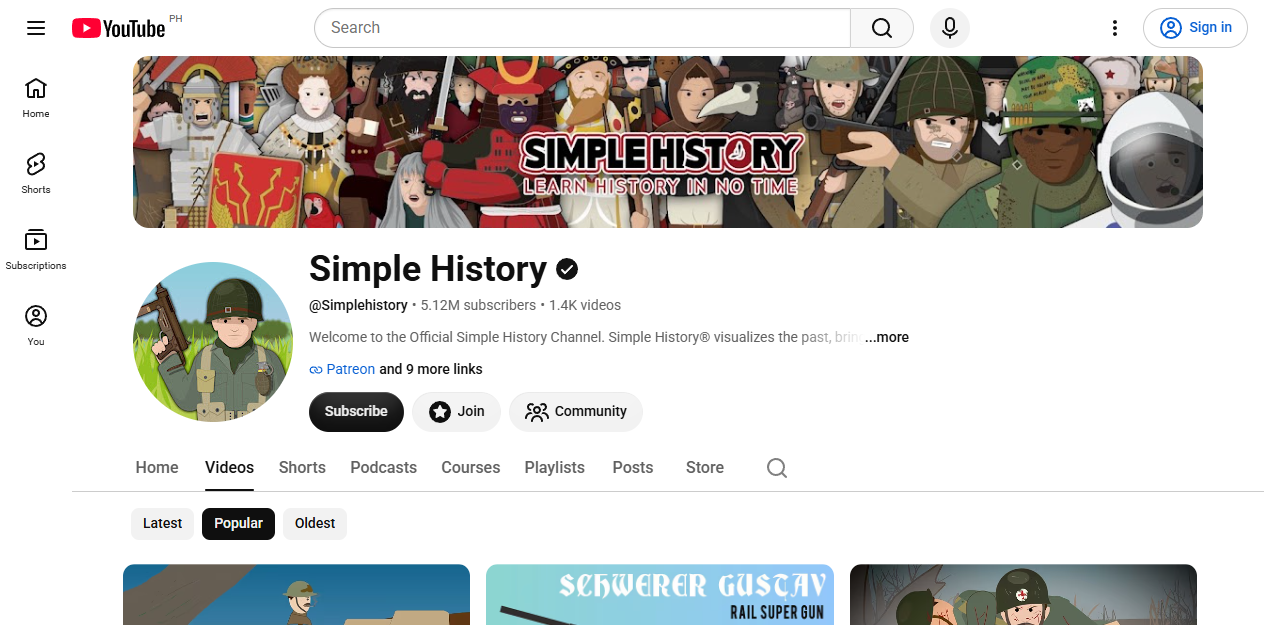 YouTube PH
Search
Sign in
Home
Shorts
Subscriptions
You
SIMPLE HISTORY
LEARN HISTORY IN NO TIME
Simple History
@Simplehistory • 5.12M subscribers • 1.4K videos
Welcome to the Official Simple History Channel. Simple History® visualizes the past, brin ...more
Patreon and 9 more links
Subscribe
Join
Community
Home
Videos
Shorts
Podcasts
Courses
Playlists
Posts
Store
Latest
Popular
Oldest
SCHWERER GUSTAV
RAIL SUPER GUN